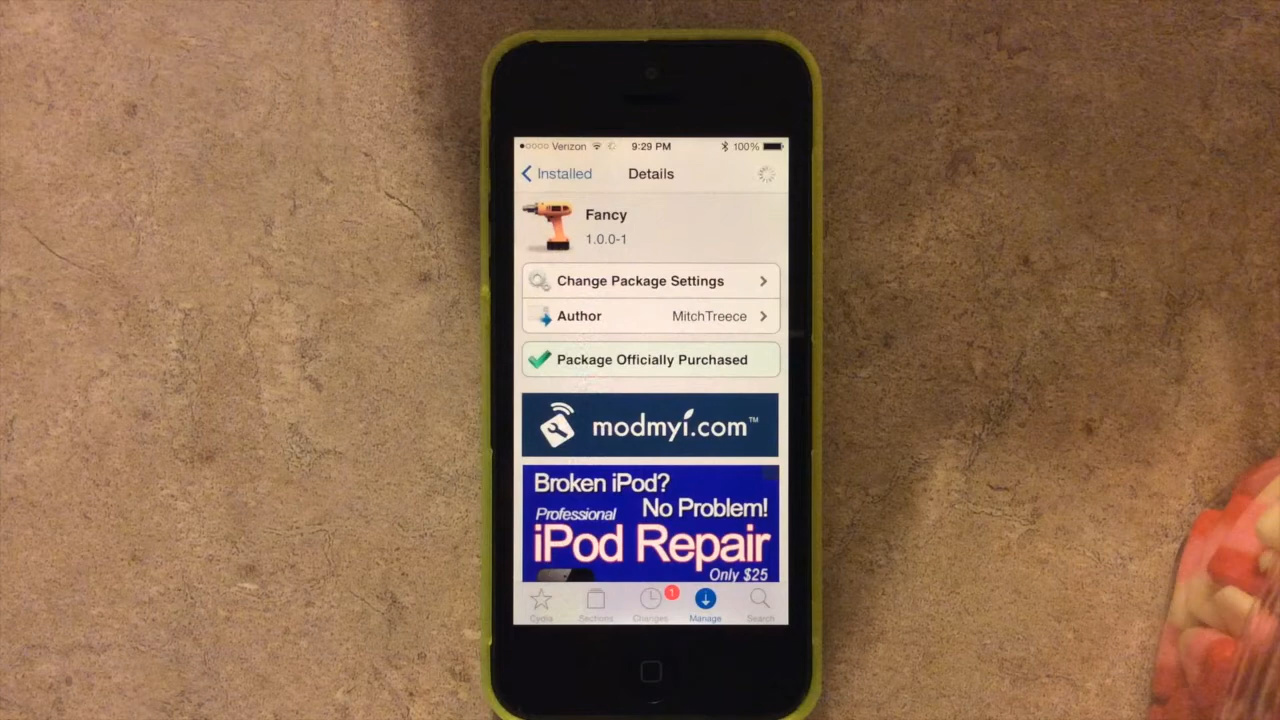 Verizon 9:29 PM 100%
Installed Details
Fancy
1.0.0-1
Change Package Settings
Author MitchTreece
Package Officially Purchased
modmyi.com™
Broken iPod?
No Problem!
Professional
iPod Repair
Only $25
1
Cydia Sections Changes Manage Search